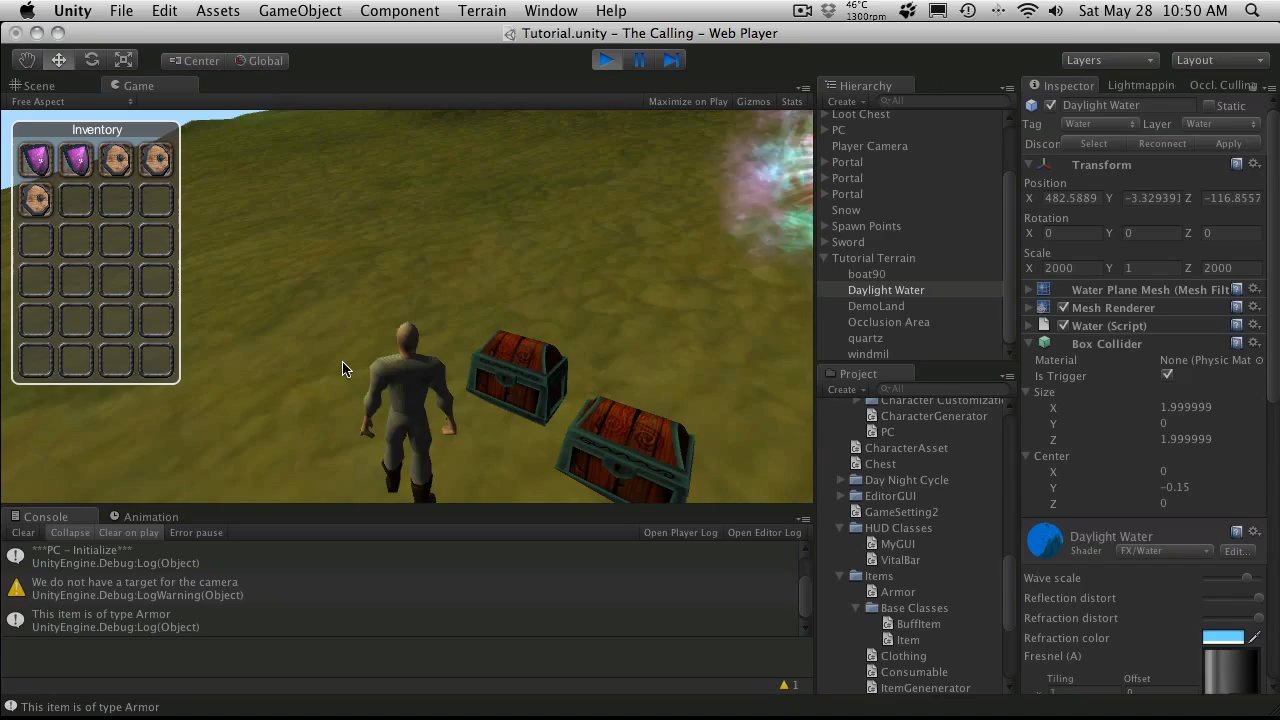 Unity File Edit Assets GameObject Component Terrain Window Help 46°C 1300rpm Sat May 28 10:50 AM
Tutorial.unity - The Calling - Web Player
Center Global Layers Layout
Scene Game
Free Aspect Maximize on Play Gizmos Stats
Inventory
Hierarchy
Create All
Loot Chest
PC
Player Camera
Portal
Portal
Portal
Snow
Spawn Points
Sword
Tutorial Terrain
boat90
Daylight Water
DemoLand
Occlusion Area
quartz
windmil
Project
Create All
Character Customizatio
CharacterGenerator
PC
CharacterAsset
Chest
Day Night Cycle
EditorGUI
GameSetting2
HUD Classes
MyGUI
VitalBar
Items
Armor
Base Classes
BuffItem
Item
Clothing
Consumable
ItemGenenerator
Inspector Lightmappin Occl. Culling
Daylight Water Static
Tag Water Layer Water
Discon Select Reconnect Apply
Transform
Position
X 482.5889 Y -3.329391 Z -116.8557
Rotation
X 0 Y 0 Z 0
Scale
X 2000 Y 1 Z 2000
Water Plane Mesh (Mesh Filt
Mesh Renderer
Water (Script)
Box Collider
Material None (Physic Mat
Is Trigger
Size
X 1.999999
Y 0
Z 1.999999
Center
X 0
Y -0.15
Z 0
Daylight Water
Shader FX/Water Edit...
Wave scale
Reflection distort
Refraction distort
Refraction color
Fresnel (A)
Tiling Offset
Console Animation
Clear Collapse Clear on play Error pause Open Player Log Open Editor Log
***PC - Initialize***
UnityEngine.Debug:Log(Object)
We do not have a target for the camera
UnityEngine.Debug:LogWarning(Object)
This item is of type Armor
UnityEngine.Debug:Log(Object)
1
This item is of type Armor